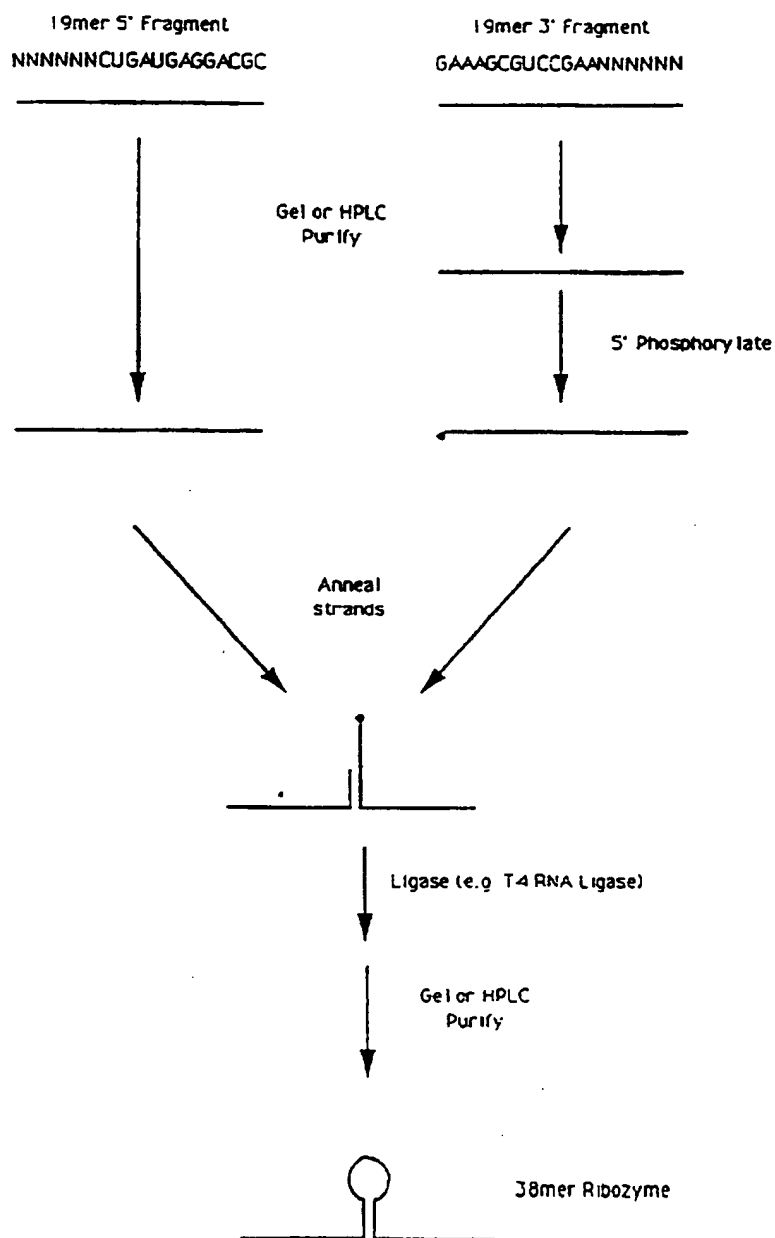 19mer 5' Fragment
NNNNNNCUGAUGAGGACGC
19mer 3' Fragment
GAAAGCGUCCGAANNNNNN
Gel or HPLC
Purify
5' Phosphorylate
Anneal
strands
Ligase (e.g T4 RNA Ligase)
Gel or HPLC
Purify
38mer Ribozyme